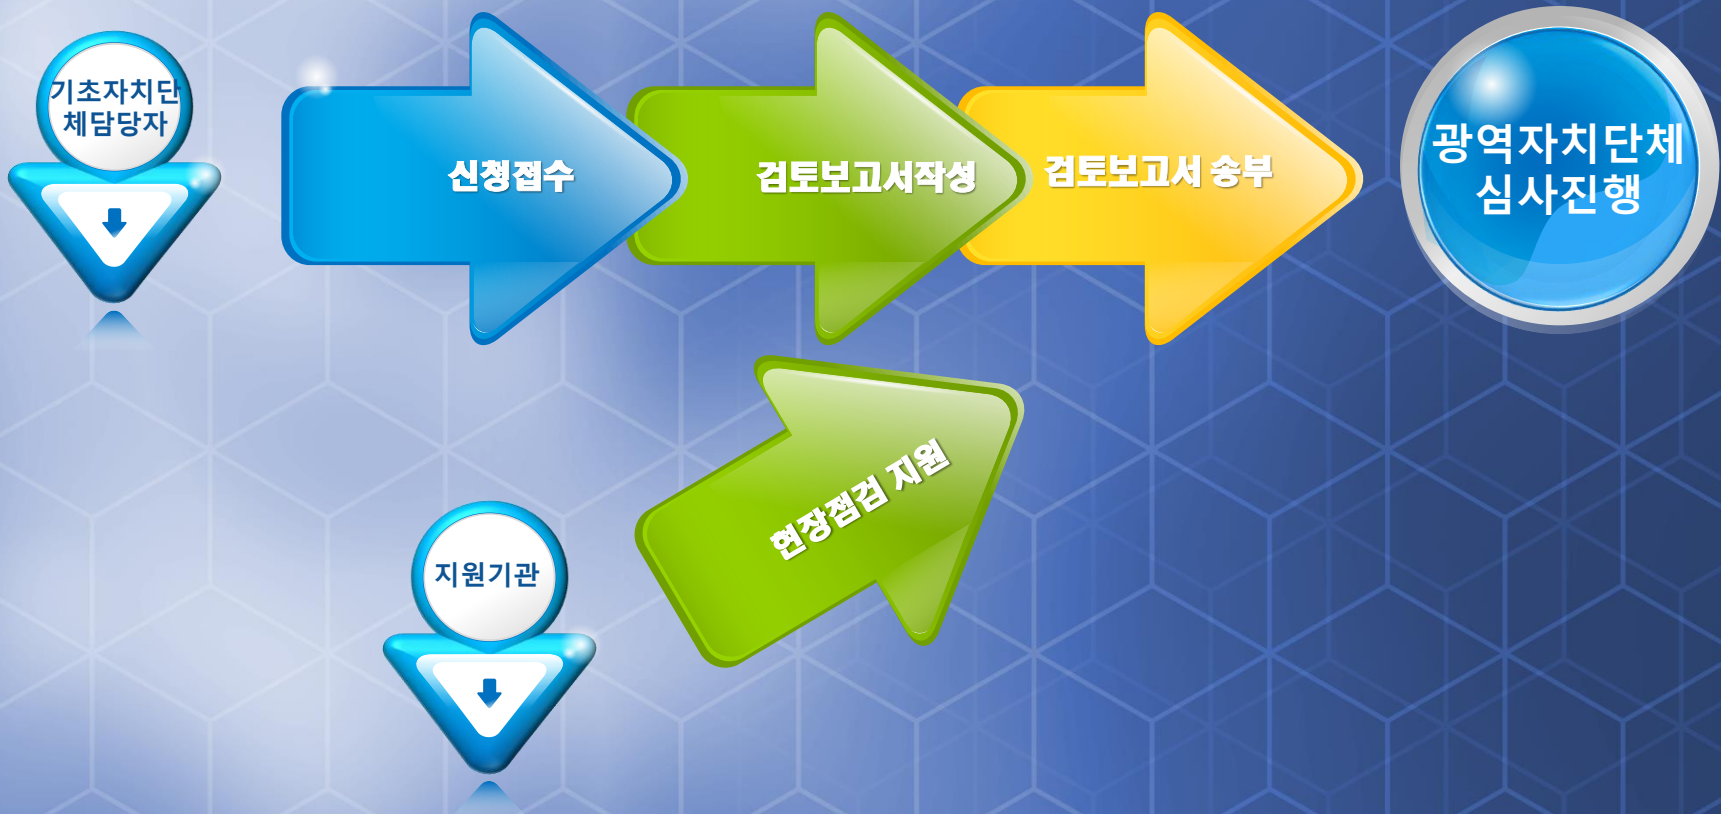 기초자치단
체담당자
신청접수
검토보고서작성
검토보고서 송부
광역자치단체
심사진행
현장점검 지원
지원기관